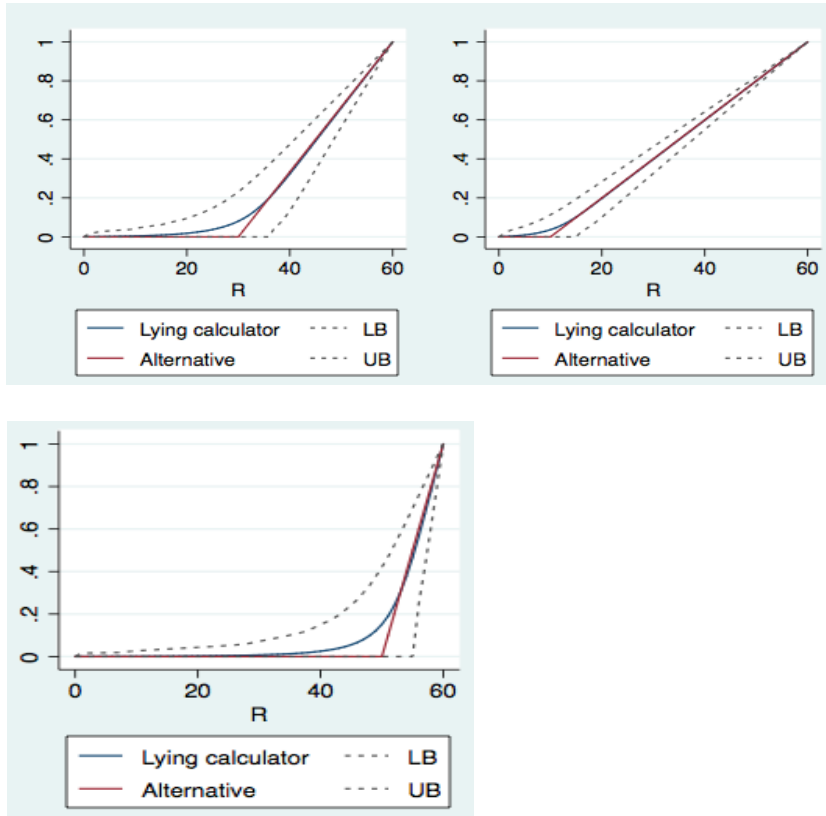 1
.8
.6
.4
.2
0
0 20 40 60
R
Lying calculator LB
Alternative UB
1
.8
.6
.4
.2
0
0 20 40 60
R
Lying calculator LB
Alternative UB
1
.8
.6
.4
.2
0
0 20 40 60
R
Lying calculator LB
Alternative UB